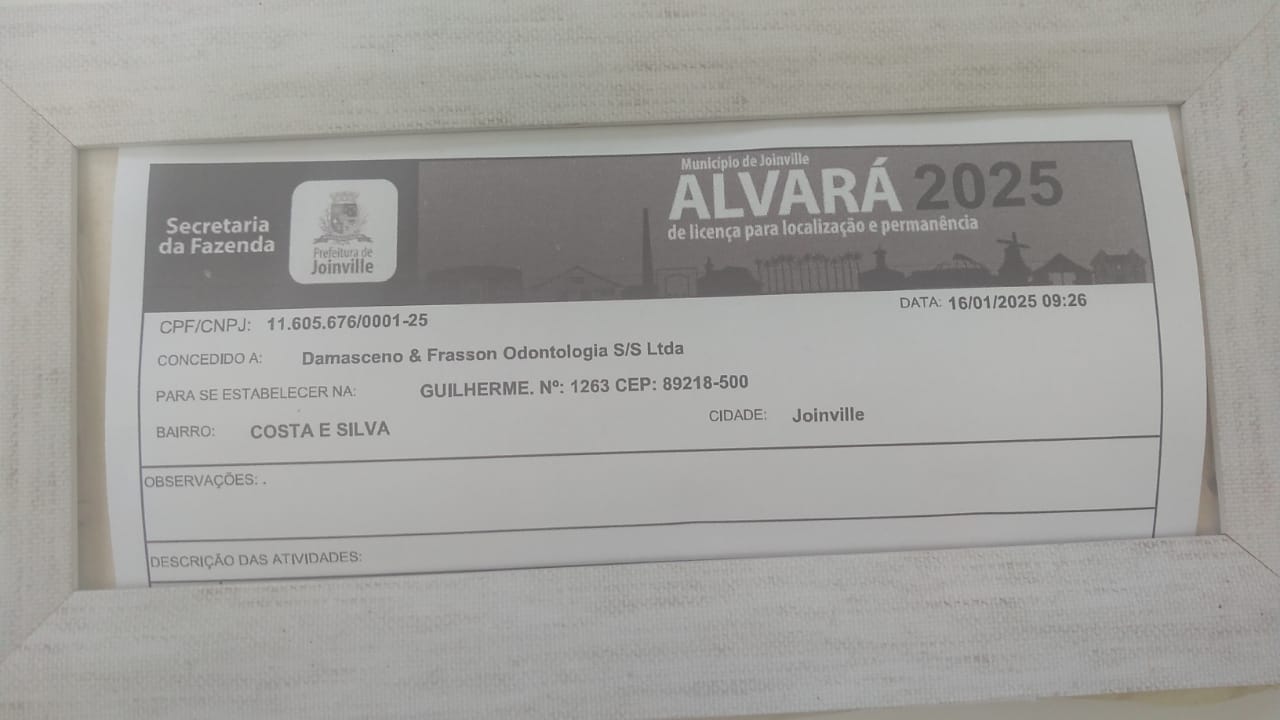 Secretaria
da Fazenda
Prefeitura de
Joinville
Município de Joinville
ALVARÁ 2025
de licença para localização e permanência
DATA: 16/01/2025 09:26
CPF/CNPJ: 11.605.676/0001-25
CONCEDIDO A: Damasceno & Frasson Odontologia S/S Ltda
PARA SE ESTABELECER NA: GUILHERME. Nº: 1263 CEP: 89218-500
BAIRRO: COSTA E SILVA CIDADE: Joinville
OBSERVAÇÕES: .
DESCRIÇÃO DAS ATIVIDADES: